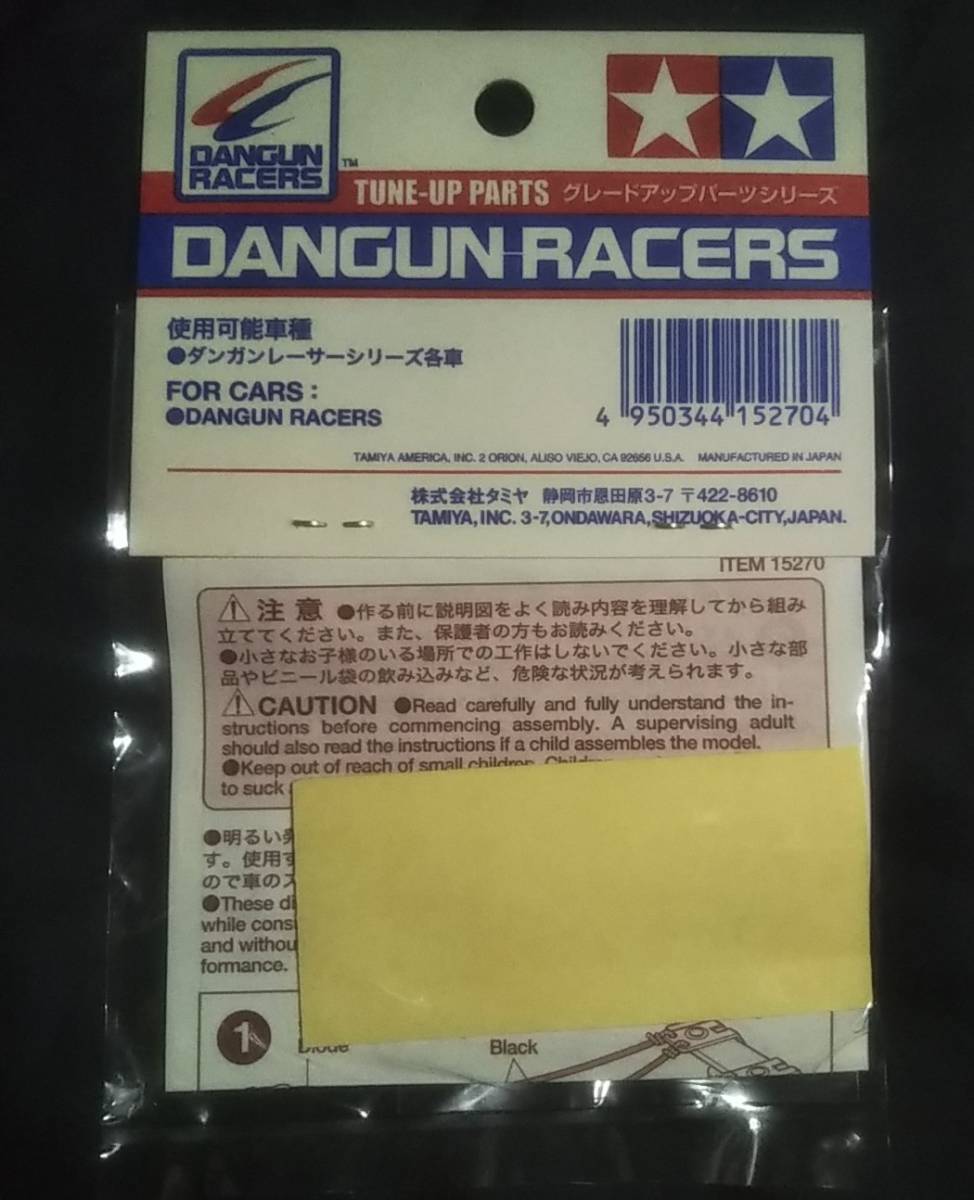 DANGUN
RACERS
TM
TUNE-UP PARTS グレードアップパーツシリーズ
DANGUN RACERS
使用可能車種
●ダンガンレーサーシリーズ各車
FOR CARS :
●DANGUN RACERS
4 950344 152704
TAMIYA AMERICA, INC. 2 ORION, ALISO VIEJO, CA 92656 U.S.A. MANUFACTURED IN JAPAN
株式会社タミヤ 静岡市恩田原3-7 〒422-8610
TAMIYA, INC. 3-7, ONDAWARA, SHIZUOKA-CITY, JAPAN.
ITEM 15270
注意 ●作る前に説明図をよく読み内容を理解してから組み
立ててください。また、保護者の方もお読みください。
●小さなお子様のいる場所での工作はしないでください。小さな部
品やビニール袋の飲み込みなど、危険な状況が考えられます。
CAUTION ●Read carefully and fully understand the in-
structions before commencing assembly. A supervising adult
should also read the instructions if a child assembles the model.
●Keep out of reach of small children.
to suck
●明るい
す。使用す
ので車のス
●These di
while cons
and withou
formance.
1
Diode
Black